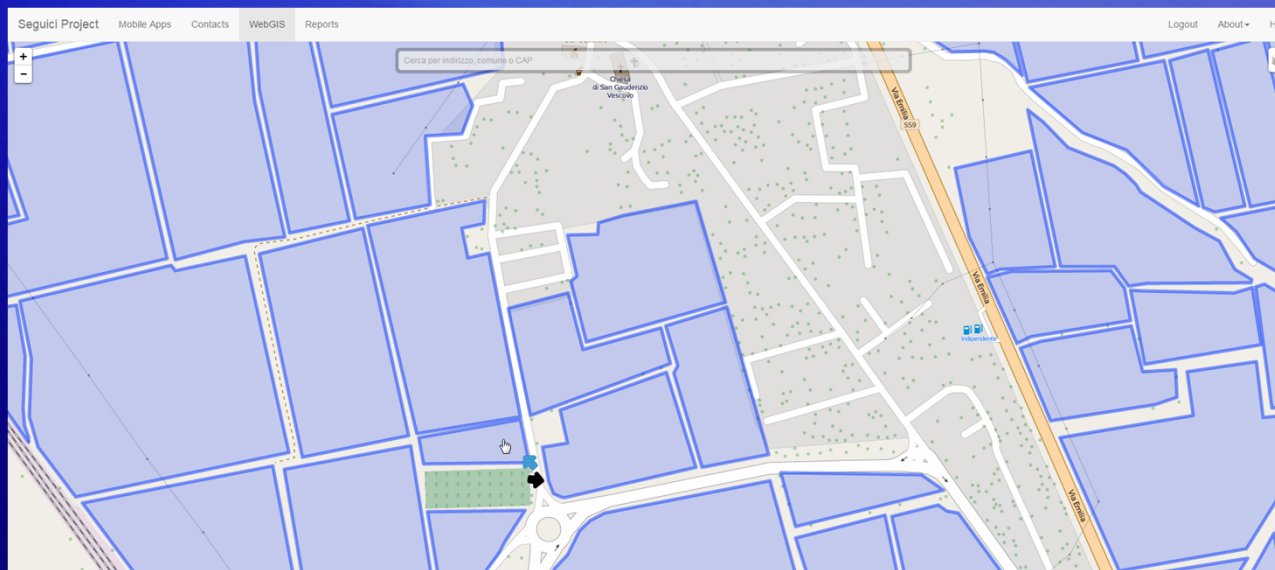 Seguici Project Mobile Apps Contacts WebGIS Reports Logout About
+
-
Cerca per indirizzo, comune o CAP
Chiesa
di San Gaudenzio
Vescovo
Via Emilia
SS9
Via Emilia
Indipendente
Via Emilia